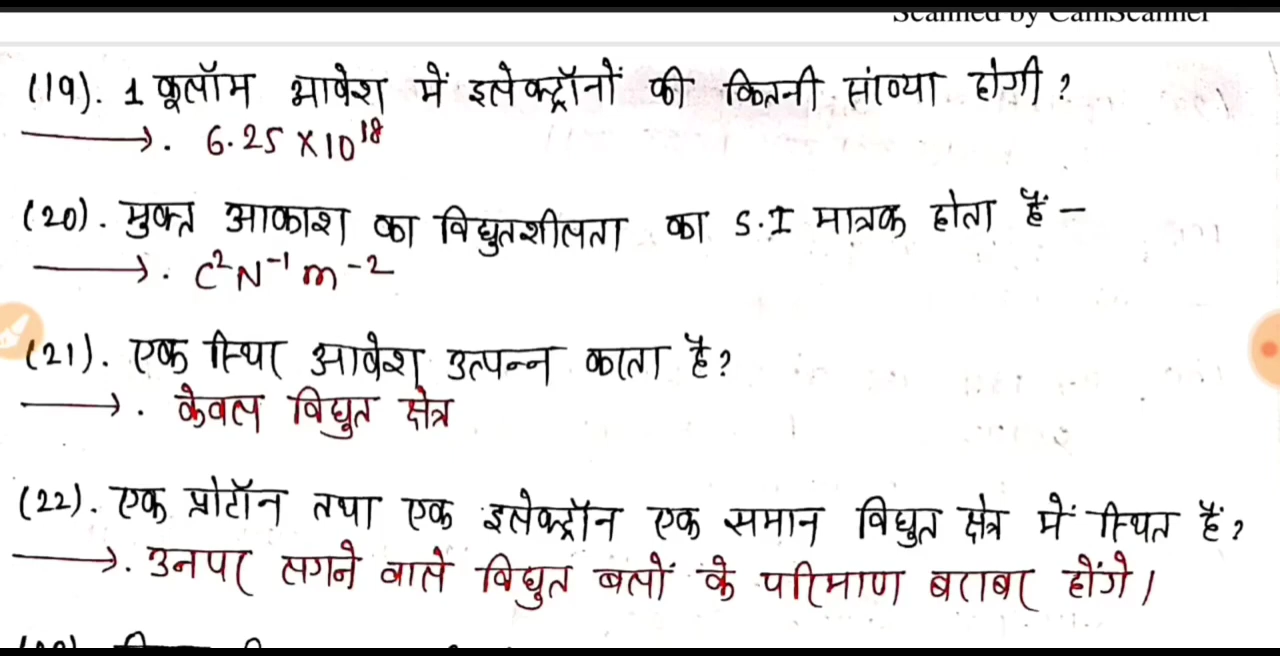 Scanned by CamScanner
(19). 1 कूलॉम आवेश में इलेक्ट्रॉनों की कितनी संख्या होगी?
→. 6.25 × 10^18
(20). मुक्त आकाश का विद्युतशीलता का S.I मात्रक होता हैं –
→. C²N⁻¹m⁻²
(21). एक स्थिर आवेश उत्पन्न करता है?
→. केवल विद्युत क्षेत्र
(22). एक प्रोटॉन तथा एक इलेक्ट्रॉन एक समान विद्युत क्षेत्र में स्थित हैं?
→. उनपर लगने वाले विद्युत बलों के परिमाण बराबर होंगे।